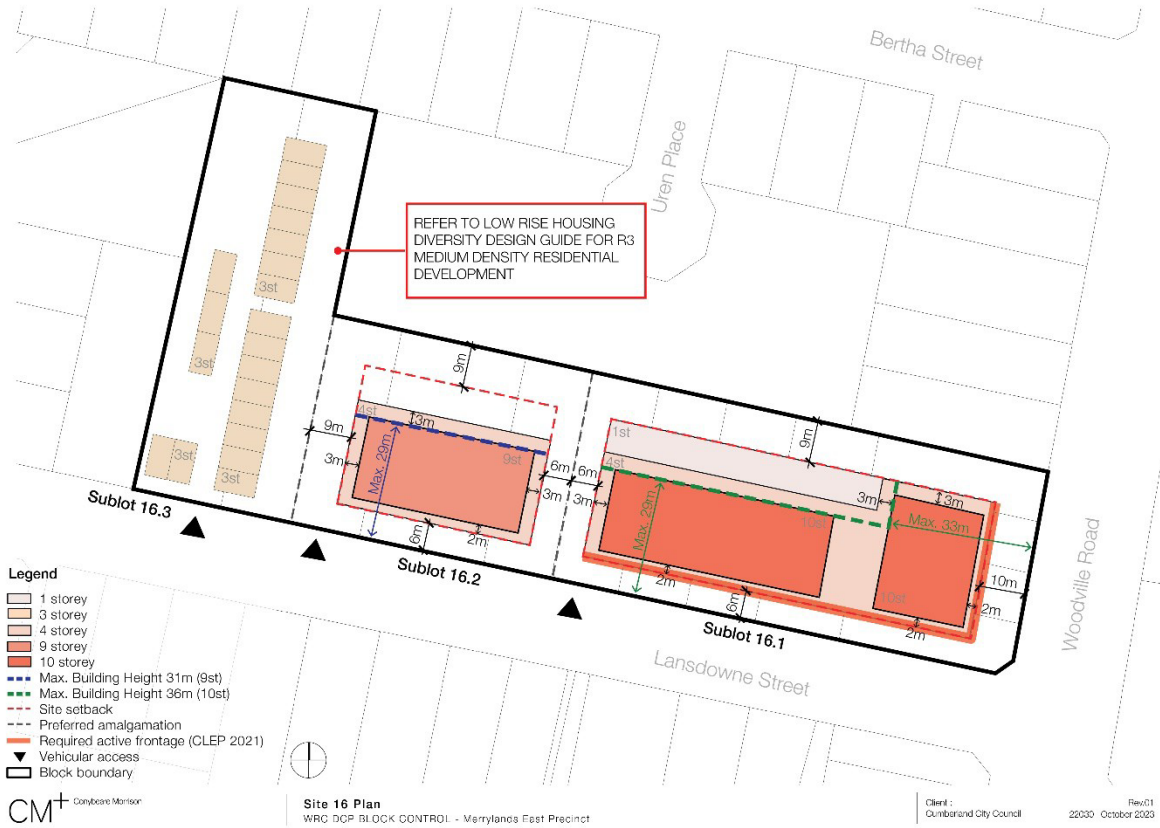 Bertha Street
Uren Place
REFER TO LOW RISE HOUSING
DIVERSITY DESIGN GUIDE FOR R3
MEDIUM DENSITY RESIDENTIAL
DEVELOPMENT
3st
3st
3st
3st
9m
4st
3m
9m
9st
3m
Max. 29m
3m
6m
2m
6m
6m
1st
9m
4st
3m
Max. 29m
10st
3m
3m
Max. 33m
10m
2m
10st
2m
6m
2m
Sublot 16.3
Sublot 16.2
Sublot 16.1
Lansdowne Street
Woodville Road
Legend
1 storey
3 storey
4 storey
9 storey
10 storey
Max. Building Height 31m (9st)
Max. Building Height 36m (10st)
Site setback
Preferred amalgamation
Required active frontage (CLEP 2021)
Vehicular access
Block boundary
CM+ Conybeare Morrison
Site 16 Plan
WRC DCP BLOCK CONTROL - Merrylands East Precinct
Client :
Cumberland City Council
Rev.01
22030 October 2023